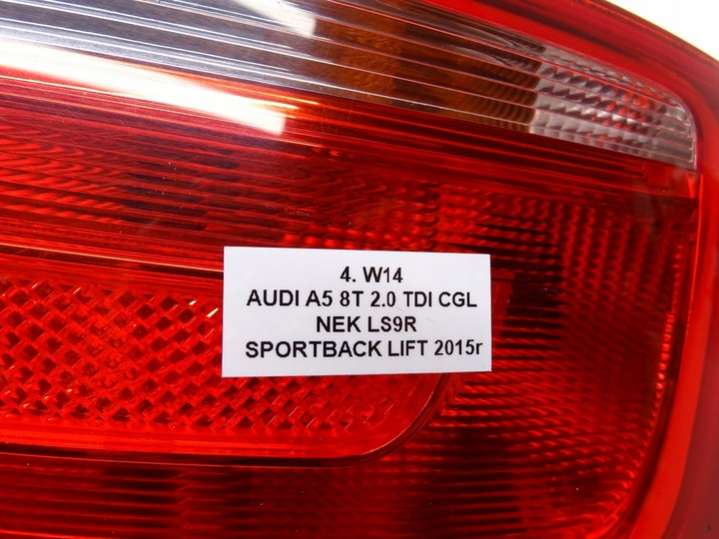 4. W14
AUDI A5 8T 2.0 TDI CGL
NEK LS9R
SPORTBACK LIFT 2015r